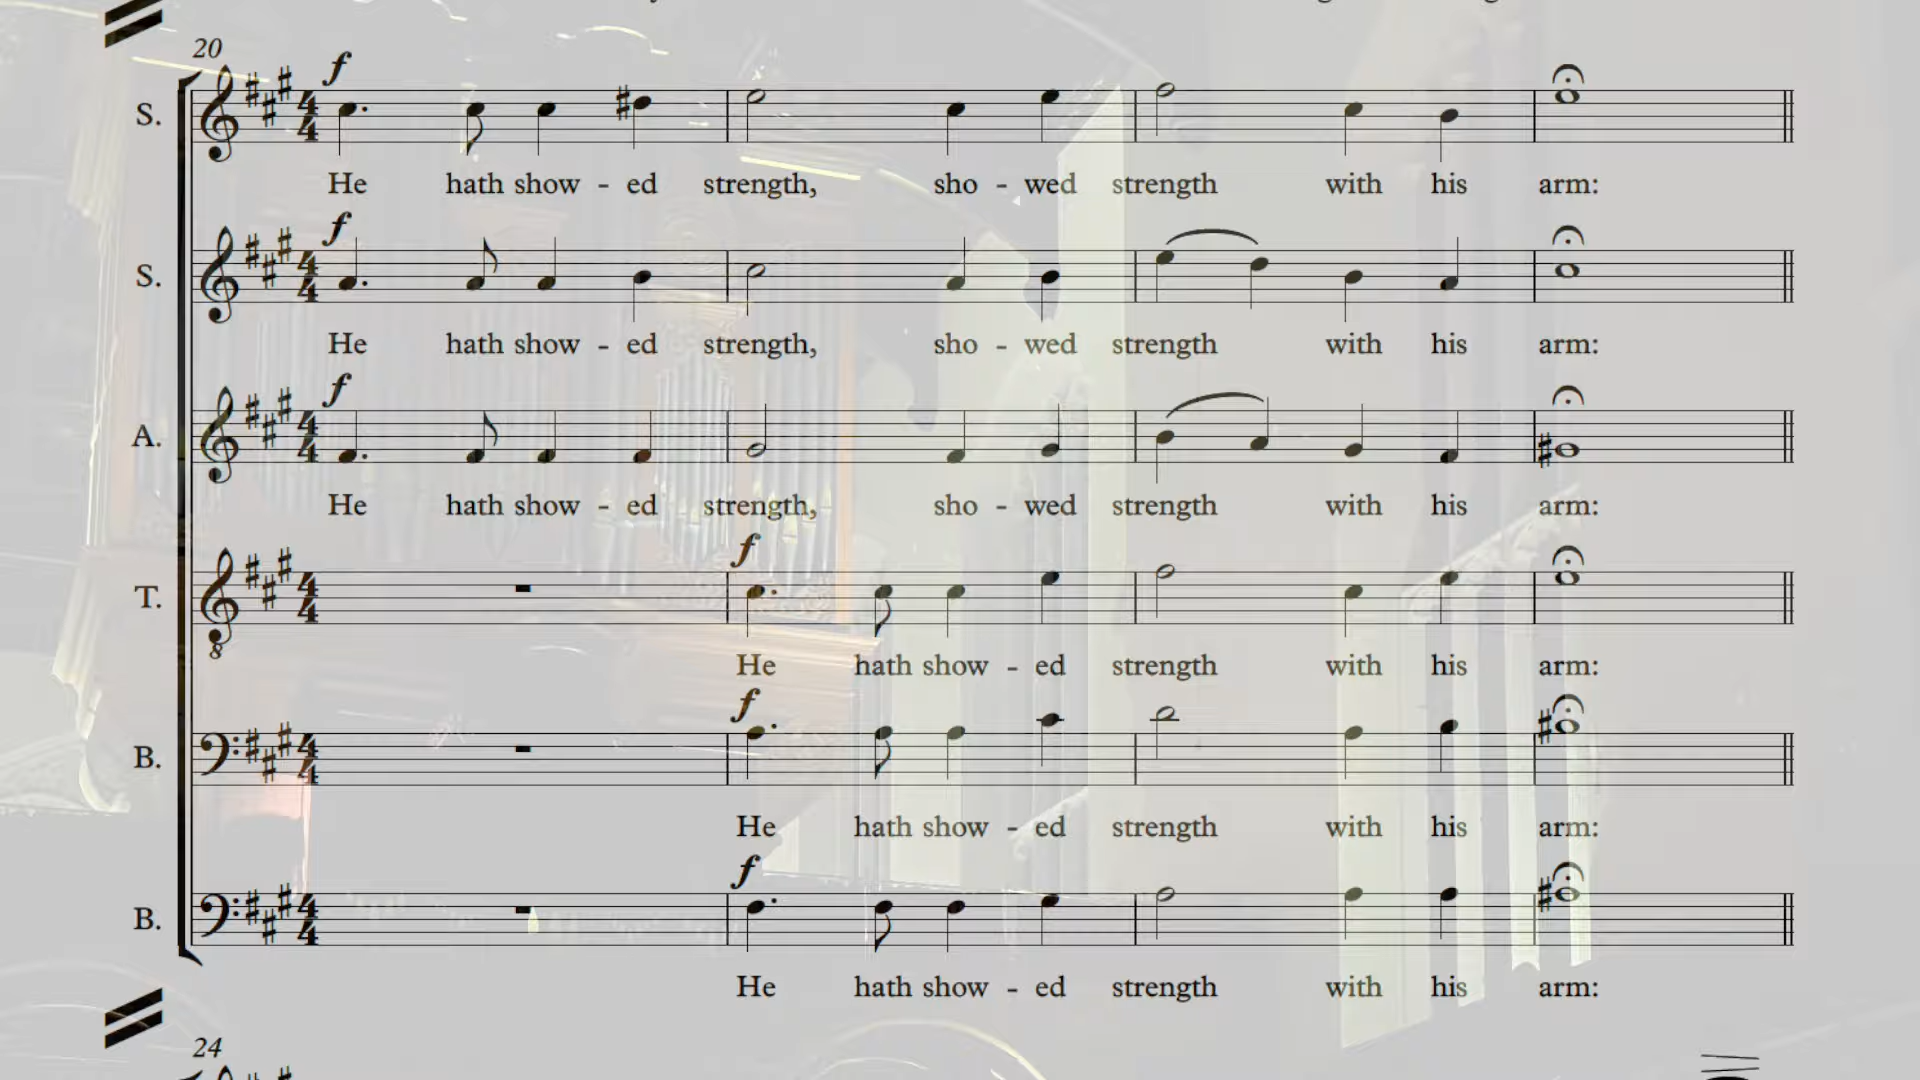 20
f
S.
He hath show - ed strength, sho - wed strength with his arm:
f
S.
He hath show - ed strength, sho - wed strength with his arm:
f
A.
He hath show - ed strength, sho - wed strength with his arm:
f
T.
8
He hath show - ed strength with his arm:
f
B.
He hath show - ed strength with his arm:
f
B.
He hath show - ed strength with his arm:
24